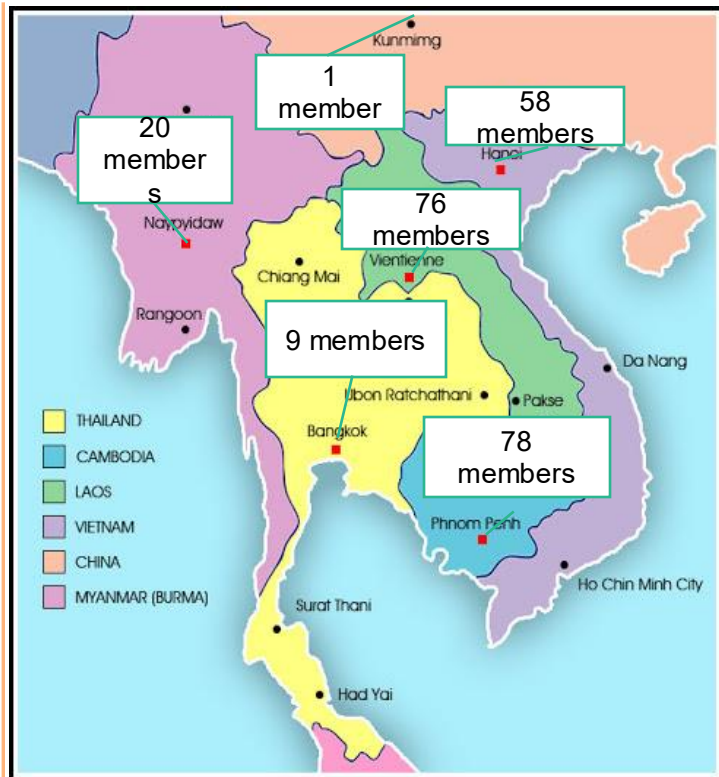 Kunmimg
1
member
58
members
Hanoi
20
member
s
Naypyidaw
76
members
Vientienne
Chiang Mai
Rangoon
9 members
Da Nang
Ubon Ratchathani
Pakse
THAILAND
Bangkok
78
members
CAMBODIA
LAOS
Phnom Penh
VIETNAM
CHINA
Ho Chin Minh City
MYANMAR (BURMA)
Surat Thani
Had Yai